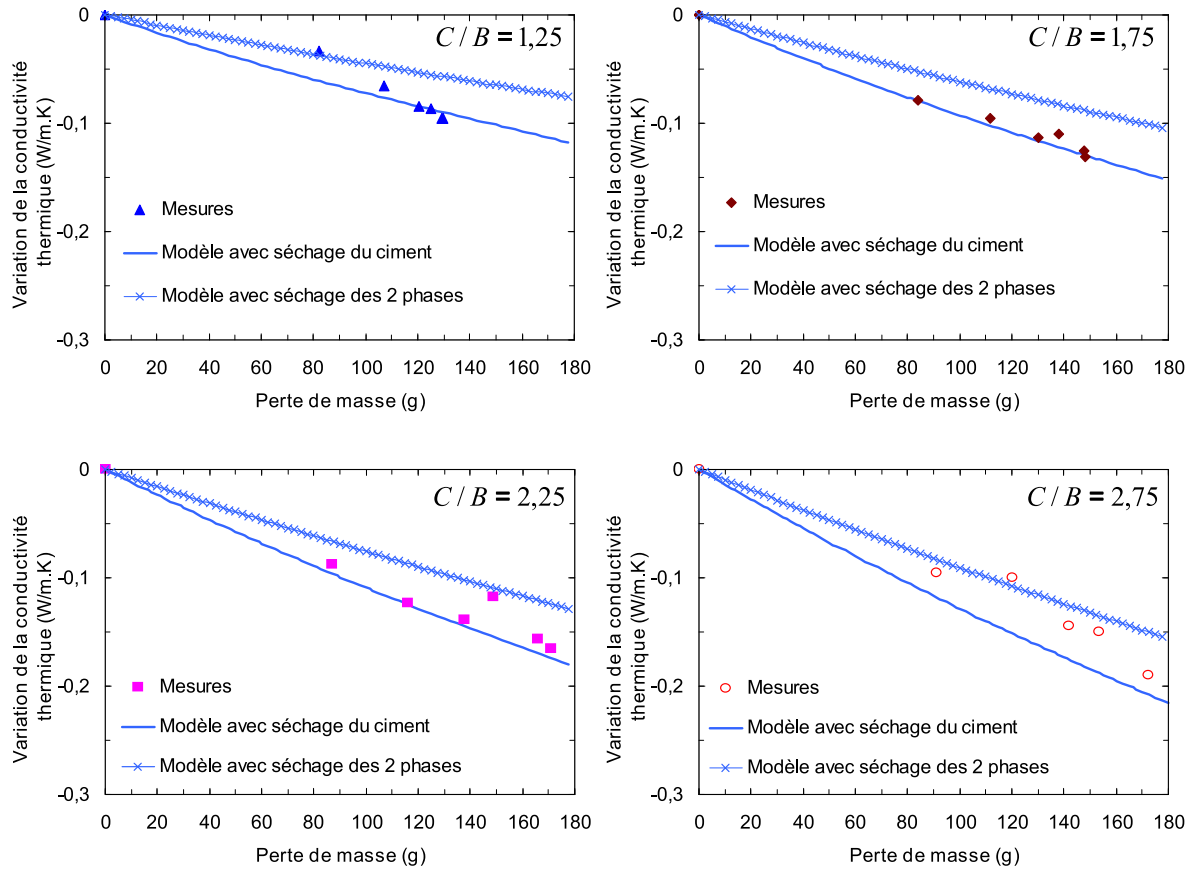 Variation de la conductivité
thermique (W/m.K)
0
-0,1
-0,2
-0,3
C / B = 1,25
Mesures
Modèle avec séchage du ciment
Modèle avec séchage des 2 phases
0 20 40 60 80 100 120 140 160 180
Perte de masse (g)
Variation de la conductivité
thermique (W/m.K)
0
-0,1
-0,2
-0,3
C / B = 1,75
Mesures
Modèle avec séchage du ciment
Modèle avec séchage des 2 phases
0 20 40 60 80 100 120 140 160 180
Perte de masse (g)
Variation de la conductivité
thermique (W/m.K)
0
-0,1
-0,2
-0,3
C / B = 2,25
Mesures
Modèle avec séchage du ciment
Modèle avec séchage des 2 phases
0 20 40 60 80 100 120 140 160 180
Perte de masse (g)
Variation de la conductivité
thermique (W/m.K)
0
-0,1
-0,2
-0,3
C / B = 2,75
Mesures
Modèle avec séchage du ciment
Modèle avec séchage des 2 phases
0 20 40 60 80 100 120 140 160 180
Perte de masse (g)